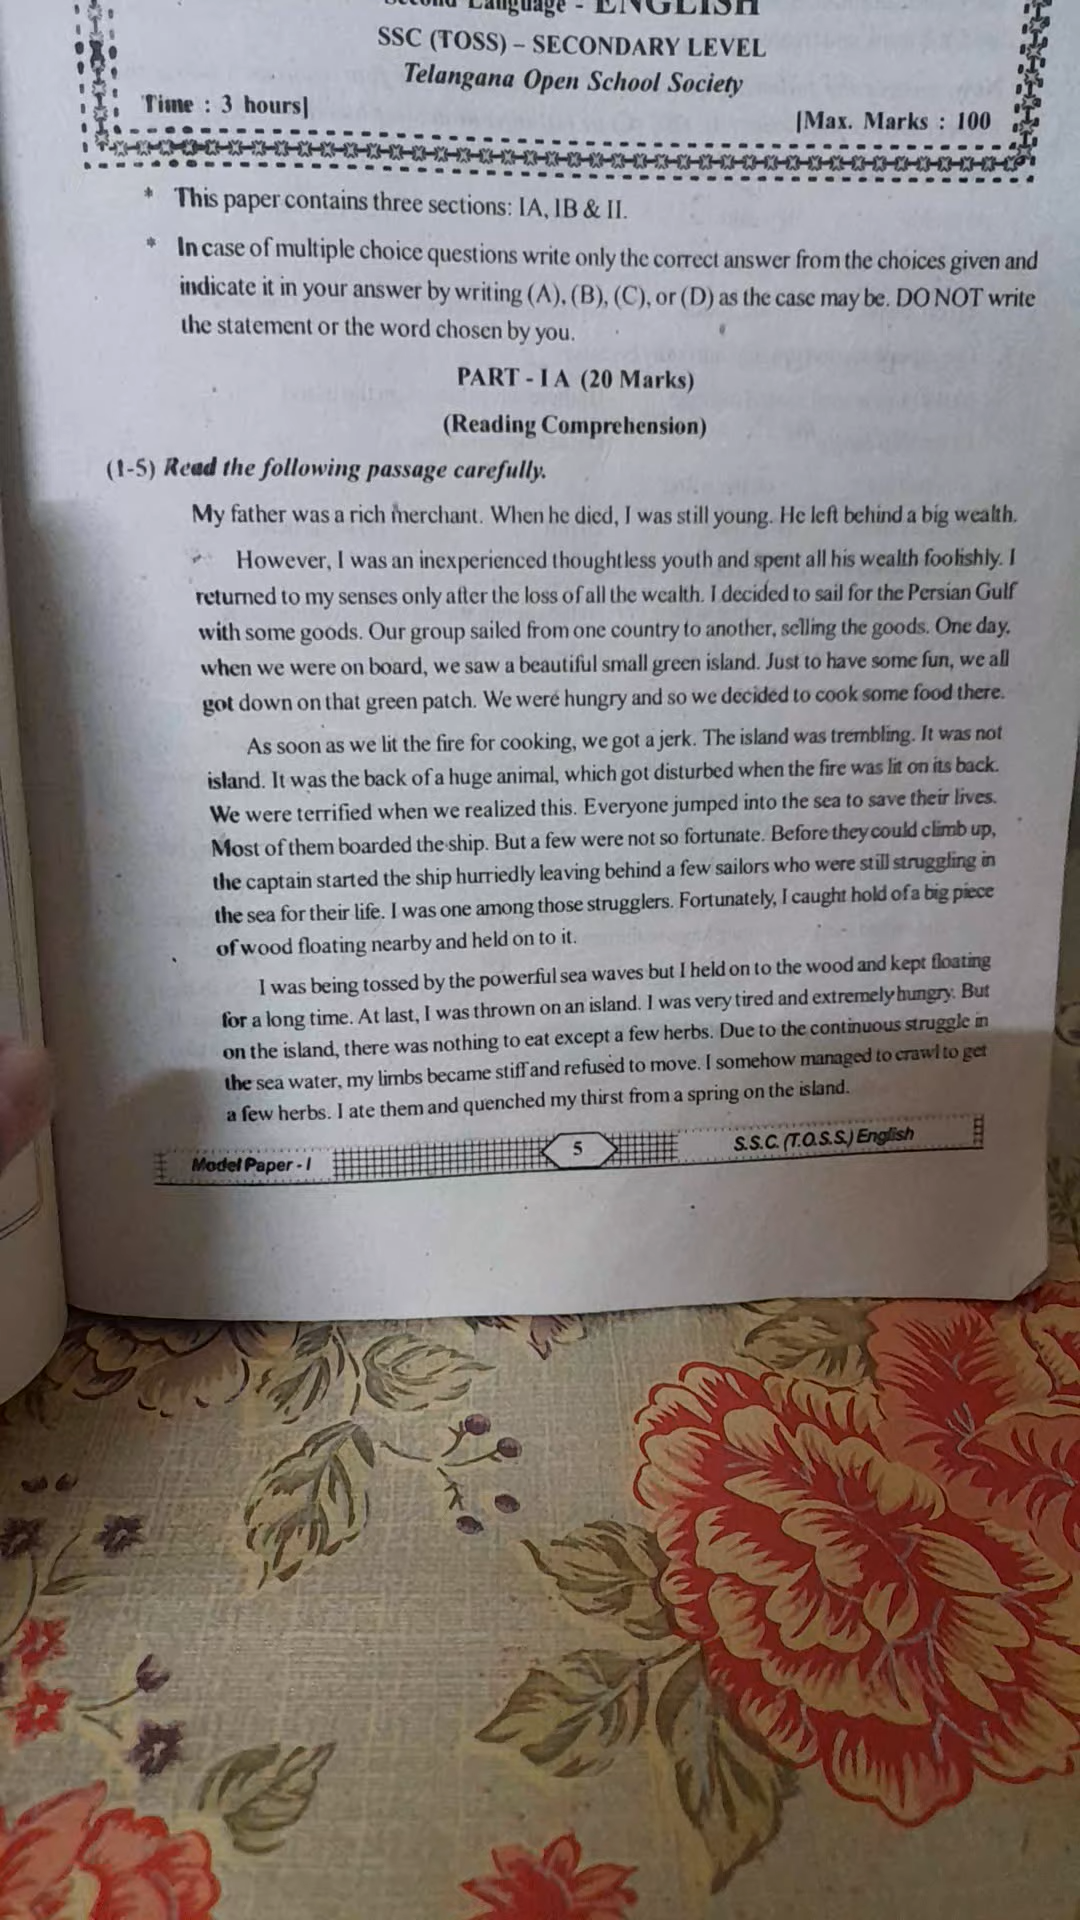 Second Language - ENGLISH
SSC (TOSS) – SECONDARY LEVEL
Telangana Open School Society
Time : 3 hours]
[Max. Marks : 100
* This paper contains three sections: IA, IB & II.
* In case of multiple choice questions write only the correct answer from the choices given and
indicate it in your answer by writing (A), (B), (C), or (D) as the case may be. DO NOT write
the statement or the word chosen by you.
PART - I A (20 Marks)
(Reading Comprehension)
(1-5) Read the following passage carefully.
My father was a rich merchant. When he died, I was still young. He left behind a big wealth.
However, I was an inexperienced thoughtless youth and spent all his wealth foolishly. I
returned to my senses only after the loss of all the wealth. I decided to sail for the Persian Gulf
with some goods. Our group sailed from one country to another, selling the goods. One day,
when we were on board, we saw a beautiful small green island. Just to have some fun, we all
got down on that green patch. We were hungry and so we decided to cook some food there.
As soon as we lit the fire for cooking, we got a jerk. The island was trembling. It was not
island. It was the back of a huge animal, which got disturbed when the fire was lit on its back.
We were terrified when we realized this. Everyone jumped into the sea to save their lives.
Most of them boarded the ship. But a few were not so fortunate. Before they could climb up,
the captain started the ship hurriedly leaving behind a few sailors who were still struggling in
the sea for their life. I was one among those strugglers. Fortunately, I caught hold of a big piece
of wood floating nearby and held on to it.
I was being tossed by the powerful sea waves but I held on to the wood and kept floating
for a long time. At last, I was thrown on an island. I was very tired and extremely hungry. But
on the island, there was nothing to eat except a few herbs. Due to the continuous struggle in
the sea water, my limbs became stiff and refused to move. I somehow managed to crawl to get
a few herbs. I ate them and quenched my thirst from a spring on the island.
Model Paper - I
5
S.S.C. (T.O.S.S.) English